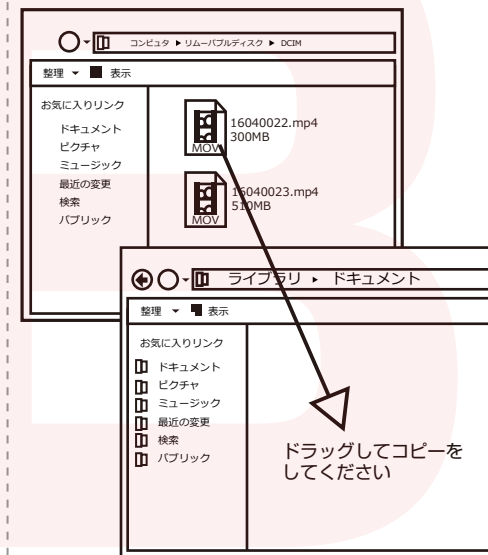 コンピュタ ▶ リムーバブルディスク ▶ DCIM
整理 ▼ ■ 表示
お気に入りリンク
ドキュメント
ピクチャ
ミュージック
最近の変更
検索
パブリック
16040022.mp4
300MB
MOV
16040023.mp4
510MB
MOV
ライブラリ ▸ ドキュメント
整理 ▼ ■ 表示
お気に入りリンク
ドキュメント
ピクチャ
ミュージック
最近の変更
検索
パブリック
ドラッグしてコピーを
してください
B